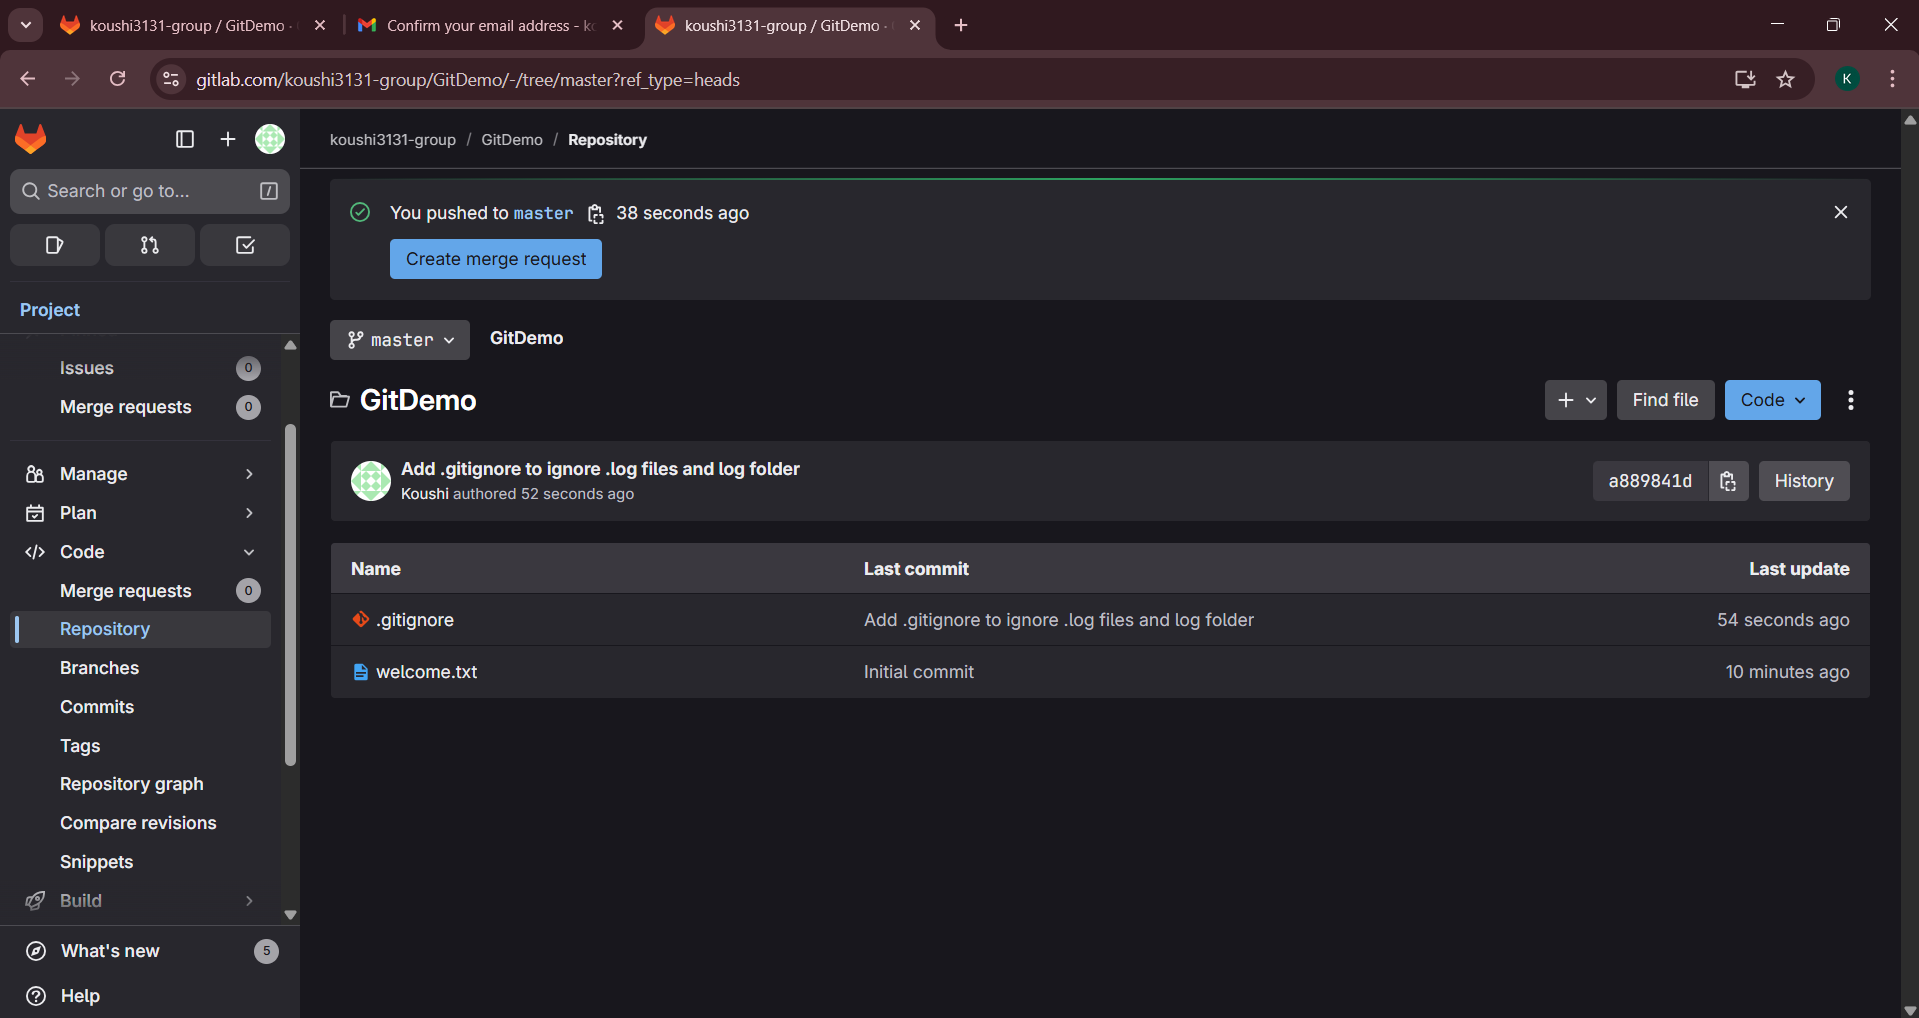 koushi3131-group / GitDemo ·
Confirm your email address - ko
koushi3131-group / GitDemo ·
gitlab.com/koushi3131-group/GitDemo/-/tree/master?ref_type=heads
K
koushi3131-group / GitDemo / Repository
Search or go to... /
You pushed to master 38 seconds ago
Create merge request
Project
master
GitDemo
Issues 0
Merge requests 0
GitDemo
Find file
Code
Manage
Plan
Code
Merge requests 0
Repository
Branches
Commits
Tags
Repository graph
Compare revisions
Snippets
Build
What's new 5
Help
Add .gitignore to ignore .log files and log folder
Koushi authored 52 seconds ago
a889841d
History
Name Last commit Last update
.gitignore Add .gitignore to ignore .log files and log folder 54 seconds ago
welcome.txt Initial commit 10 minutes ago